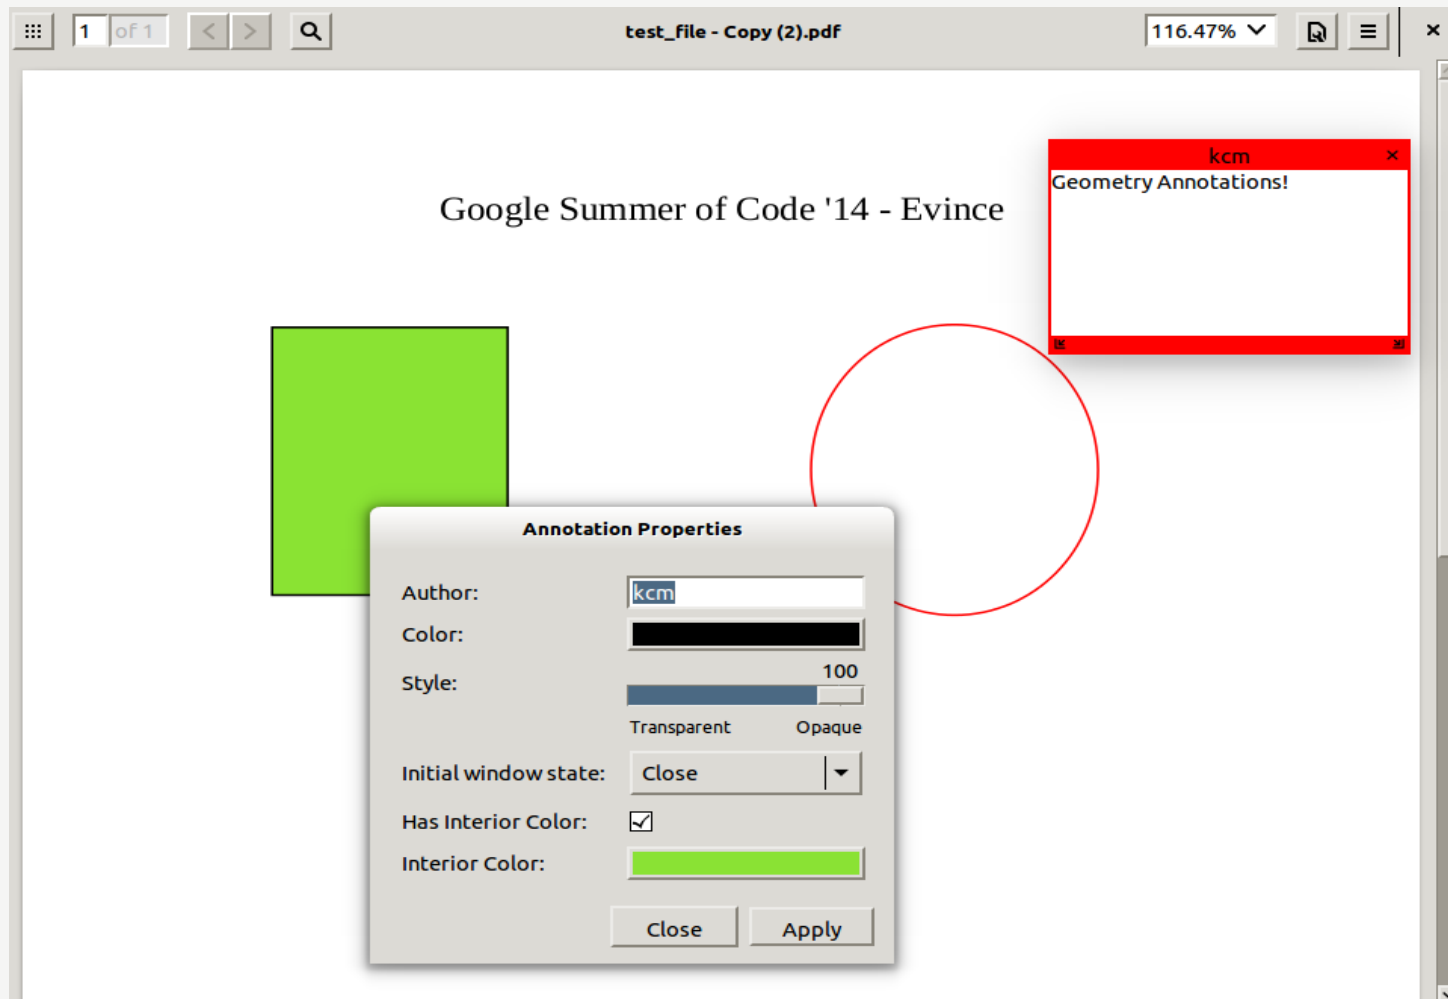 1 of 1
test_file - Copy (2).pdf
116.47%
kcm
Geometry Annotations!
Google Summer of Code '14 - Evince
Annotation Properties
Author: kcm
Color:
Style: 100
Transparent Opaque
Initial window state: Close
Has Interior Color:
Interior Color:
Close Apply